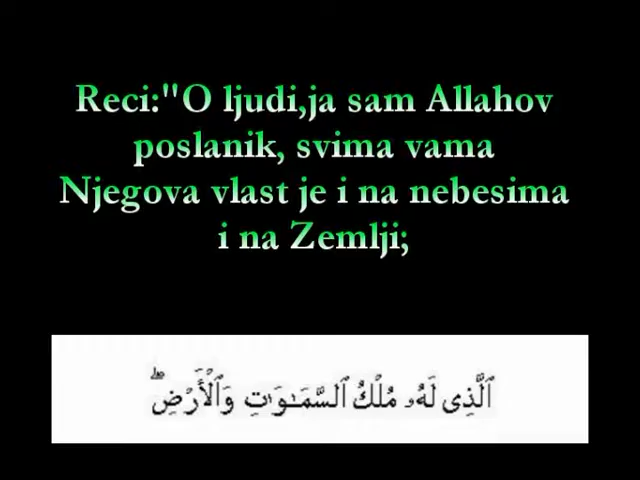 Reci:"O ljudi,ja sam Allahov
poslanik, svima vama
Njegova vlast je i na nebesima
i na Zemlji;
ٱلَّذِى لَهُۥ مُلْكُ ٱلسَّمَـٰوَٰتِ وَٱلْأَرْضِ ۖ